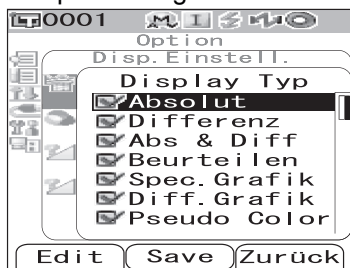 0001 M I
Option
Disp.Einstell.
Display Typ
Absolut
Differenz
Abs & Diff
Beurteilen
Spec.Grafik
Diff.Grafik
Pseudo Color
Edit Save Zurück